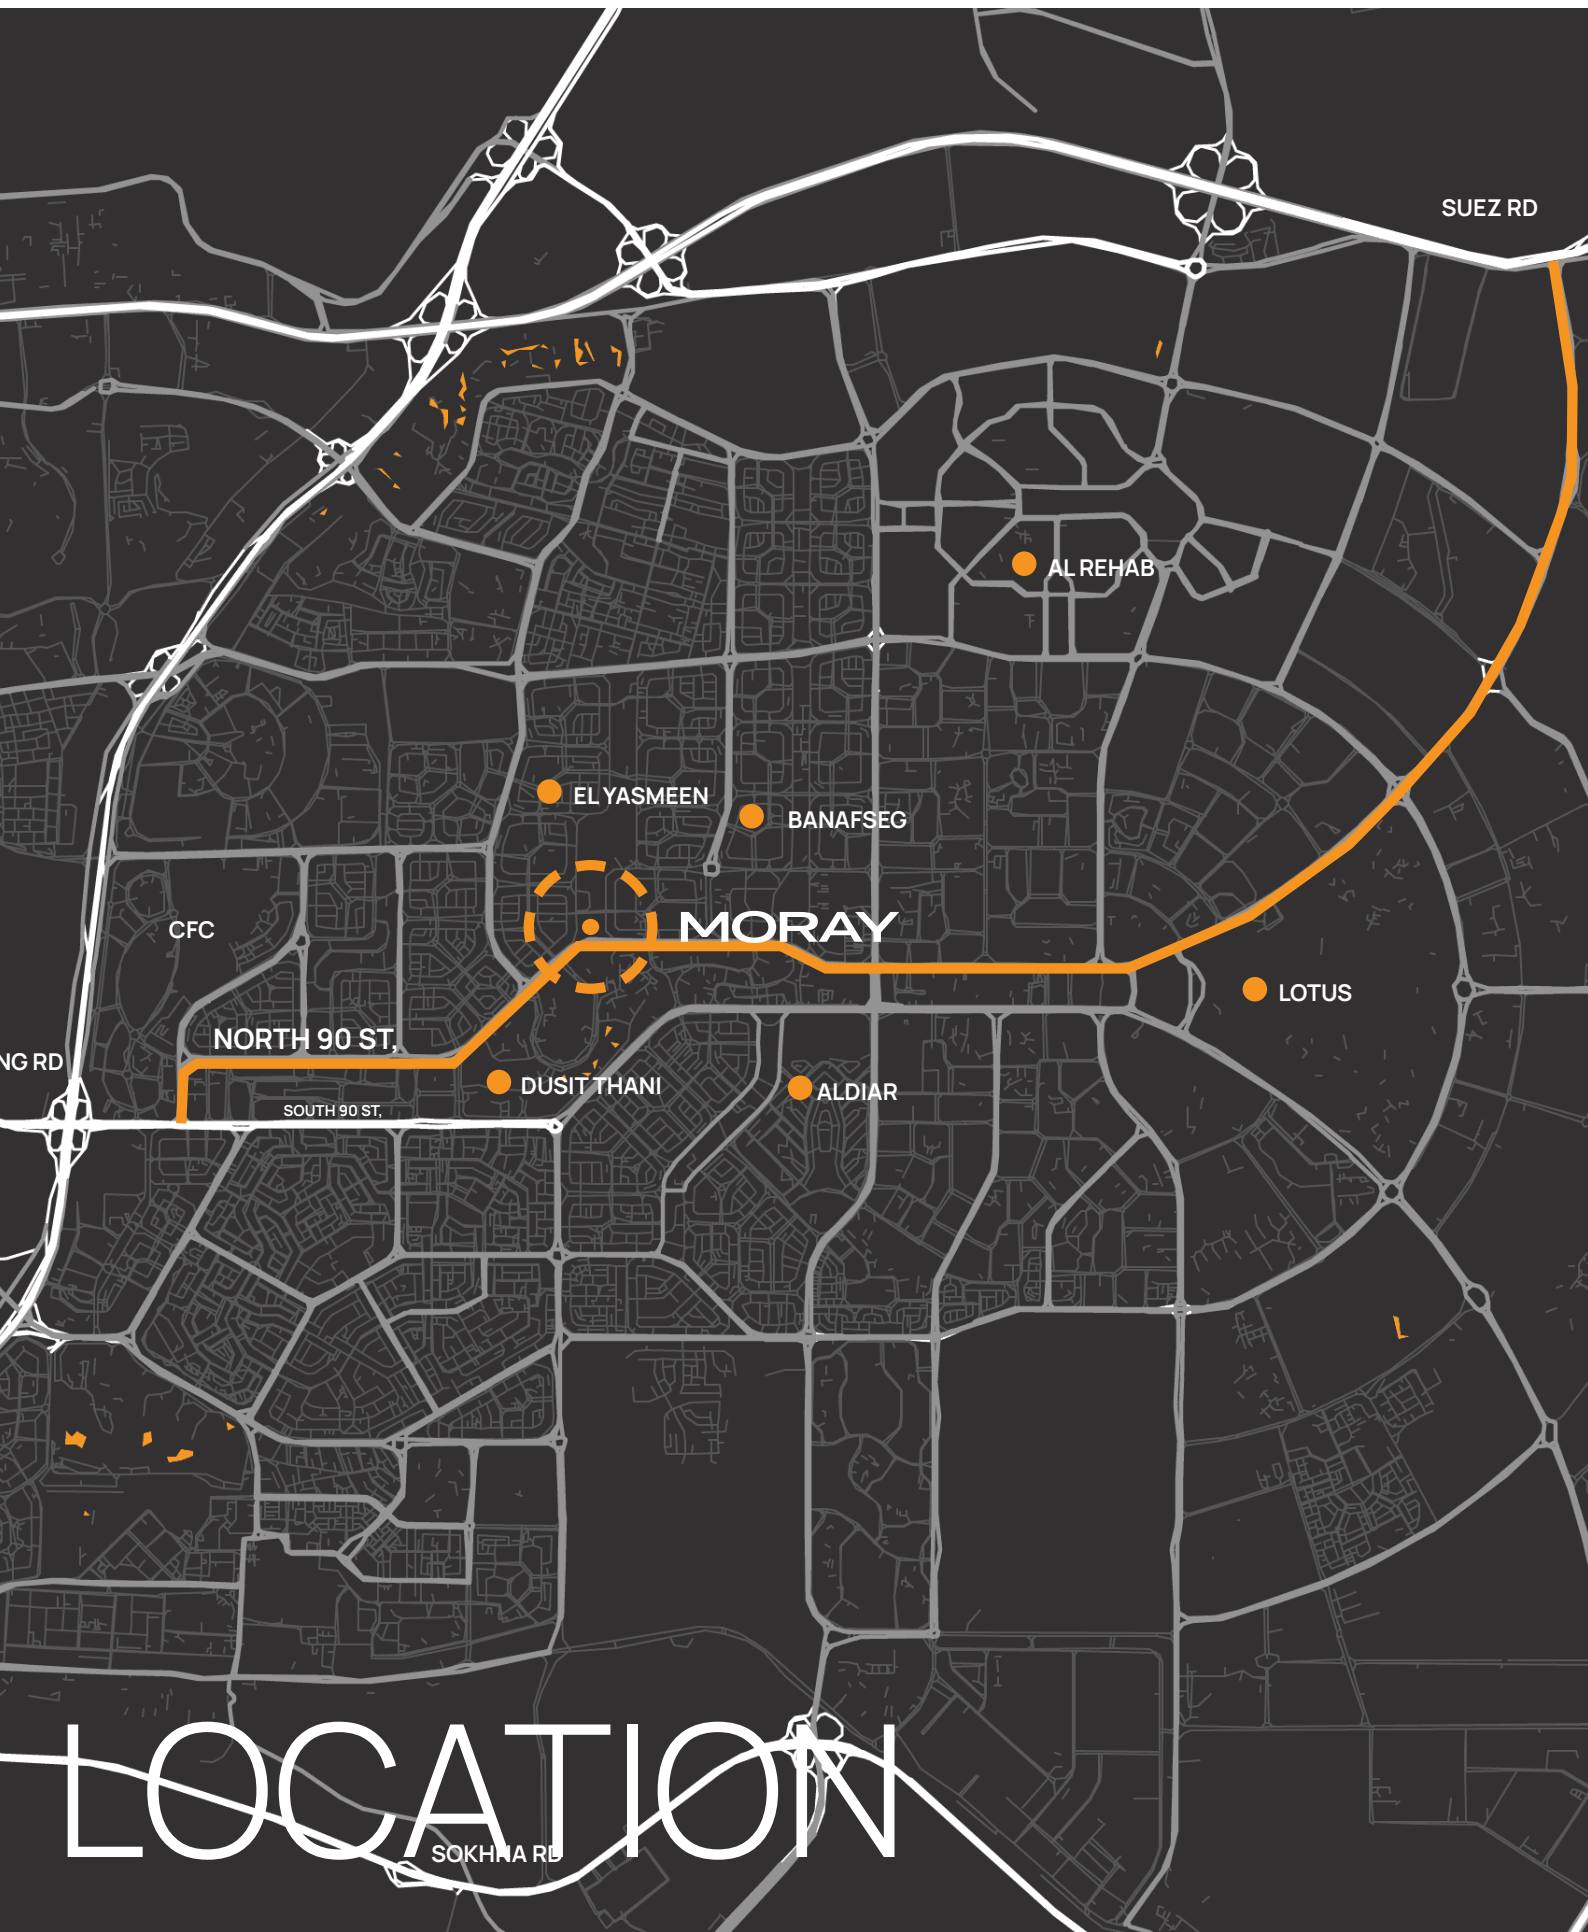 SUEZ RD
AL REHAB
EL YASMEEN
BANAFSEG
MORAY
CFC
LOTUS
NORTH 90 ST,
NG RD
DUSIT THANI
ALDIAR
SOUTH 90 ST,
LOCATION
SOKHNA RD